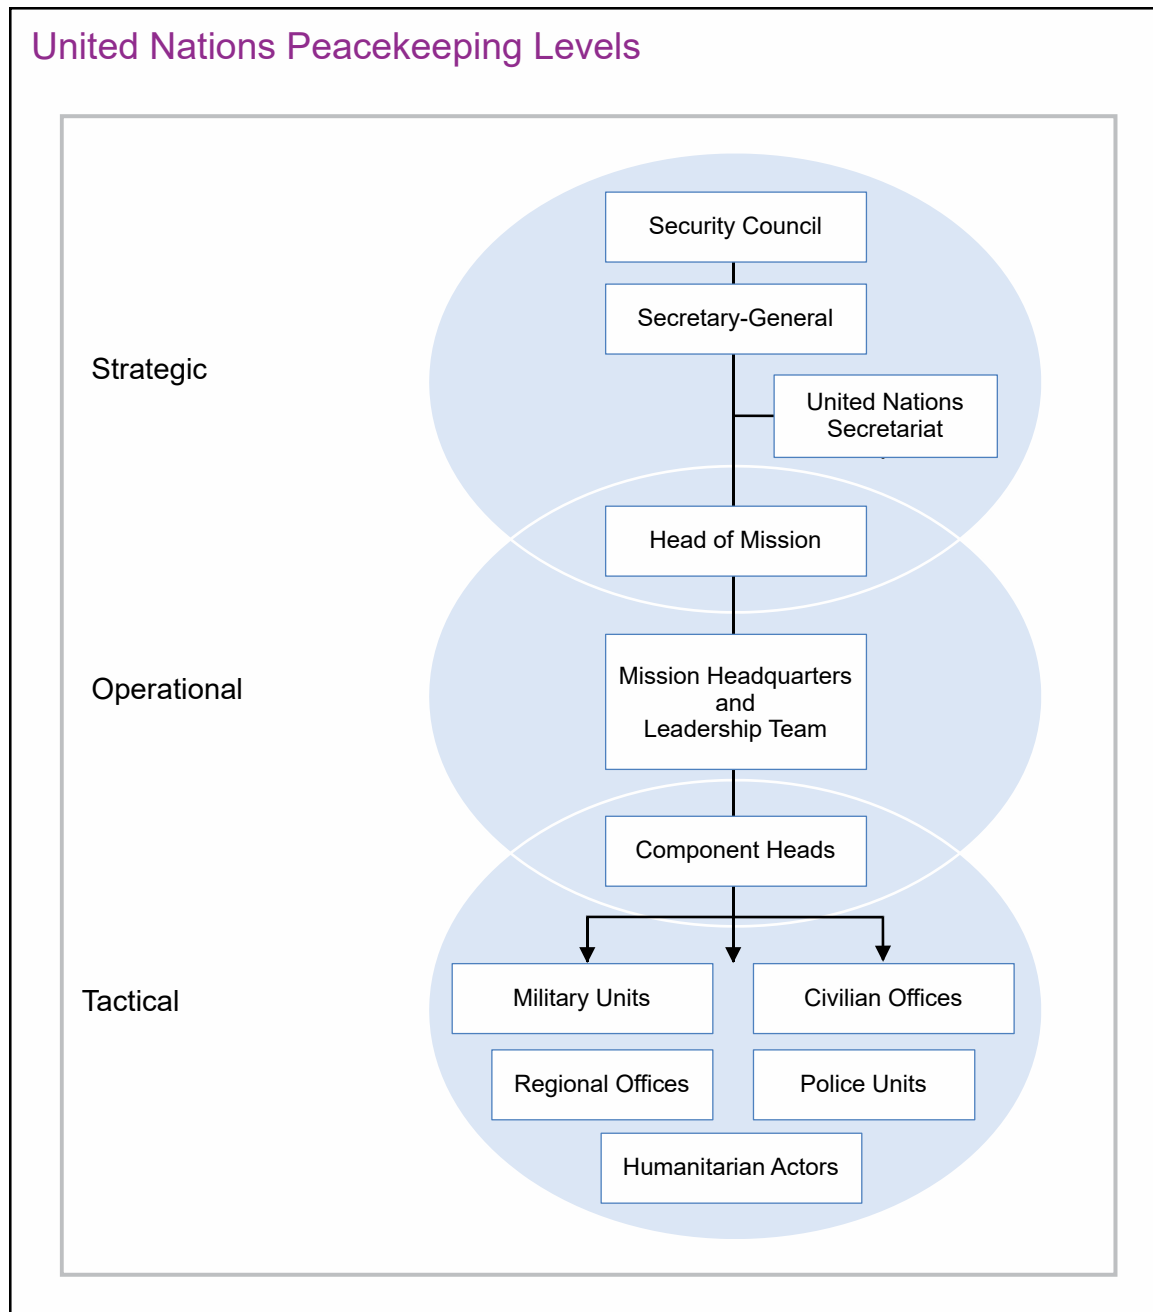 United Nations Peacekeeping Levels
Strategic
Security Council
Secretary-General
United Nations
Secretariat
Head of Mission
Operational
Mission Headquarters
and
Leadership Team
Component Heads
Tactical
Military Units
Civilian Offices
Regional Offices
Police Units
Humanitarian Actors